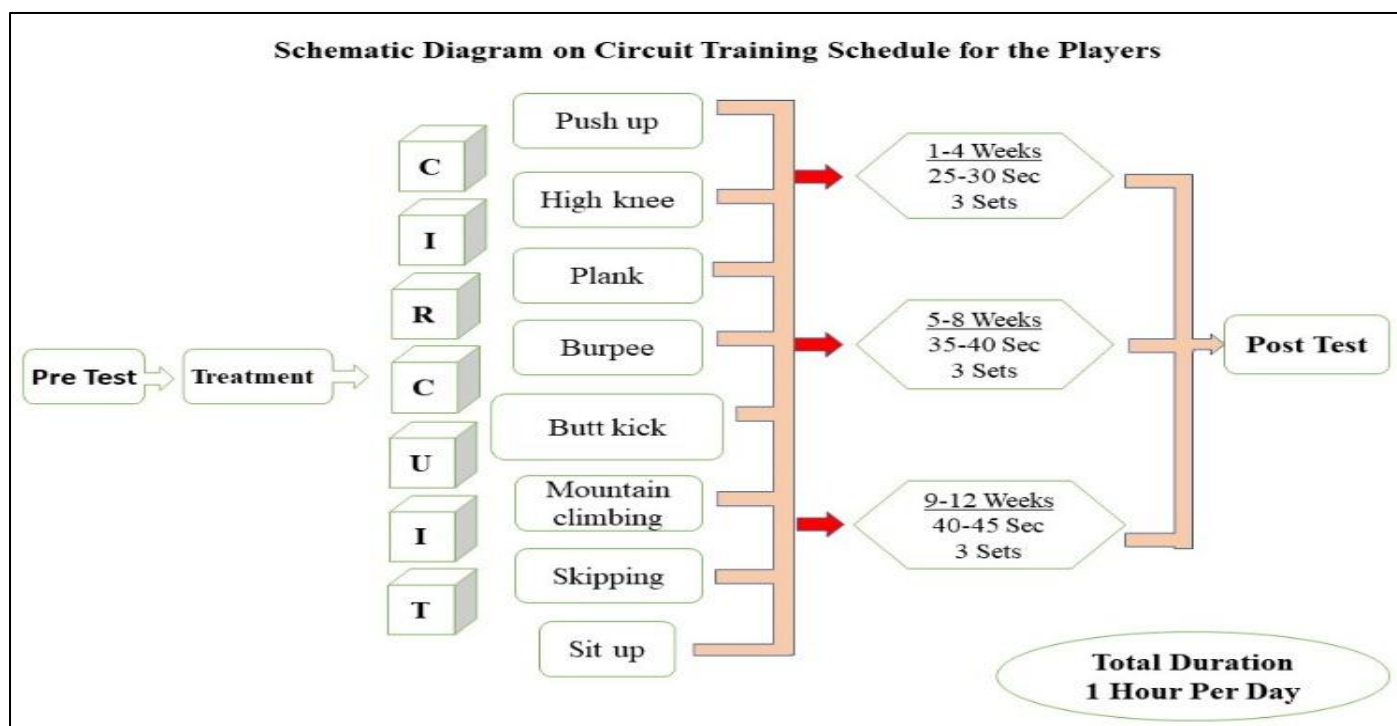 Schematic Diagram on Circuit Training Schedule for the Players
Pre Test
Treatment
C
I
R
C
U
I
T
Push up
High knee
Plank
Burpee
Butt kick
Mountain
climbing
Skipping
Sit up
1-4 Weeks
25-30 Sec
3 Sets
5-8 Weeks
35-40 Sec
3 Sets
9-12 Weeks
40-45 Sec
3 Sets
Post Test
Total Duration
1 Hour Per Day